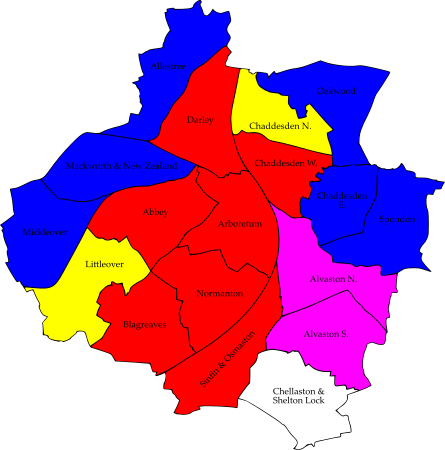 Allestree
Oakwood
Darley
Chaddesden N.
Chaddesden W.
Mackworth & New Zealand
Chaddesden
E.
Spondon
Abbey
Arboretum
Mickleover
Littleover
Alvaston N.
Normanton
Blagreaves
Alvaston S.
Sinfin & Osmaston
Chellaston &
Shelton Lock